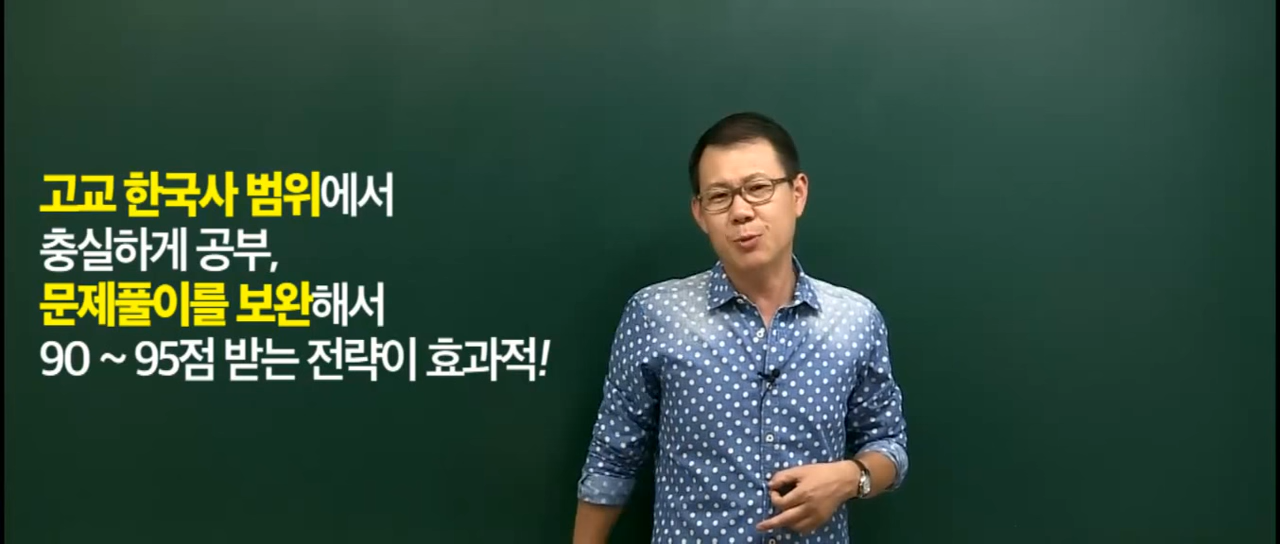 고교 한국사 범위에서
충실하게 공부,
문제풀이를 보완해서
90 ~ 95점 받는 전략이 효과적!